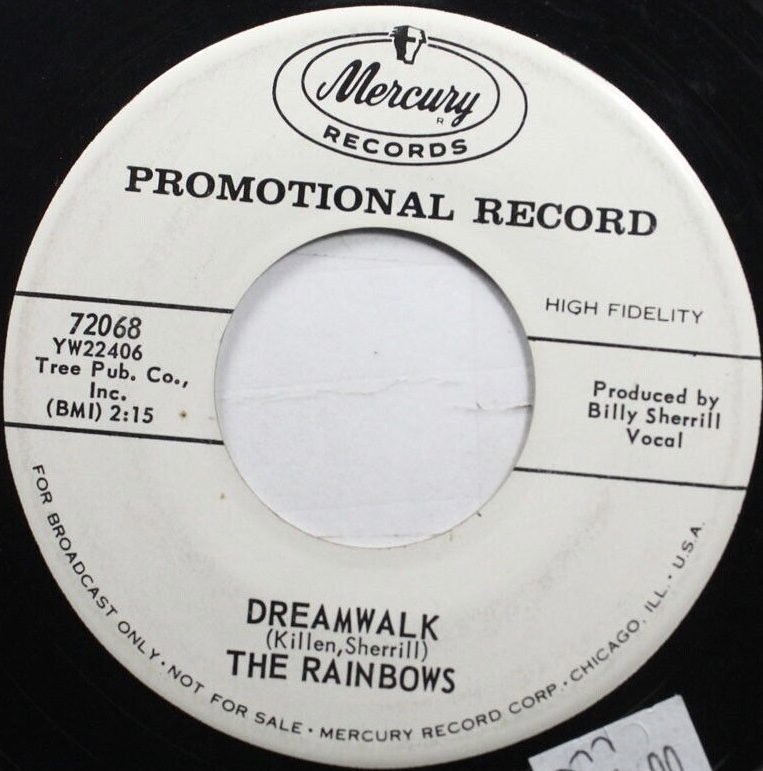 Mercury
R
RECORDS
PROMOTIONAL RECORD
HIGH FIDELITY
72068
YW22406
Tree Pub. Co.,
Inc.
(BMI) 2:15
Produced by
Billy Sherrill
Vocal
DREAMWALK
(Killen,Sherrill)
THE RAINBOWS
FOR BROADCAST ONLY · NOT FOR SALE · MERCURY RECORD CORP. · CHICAGO, ILL. · U.S.A.